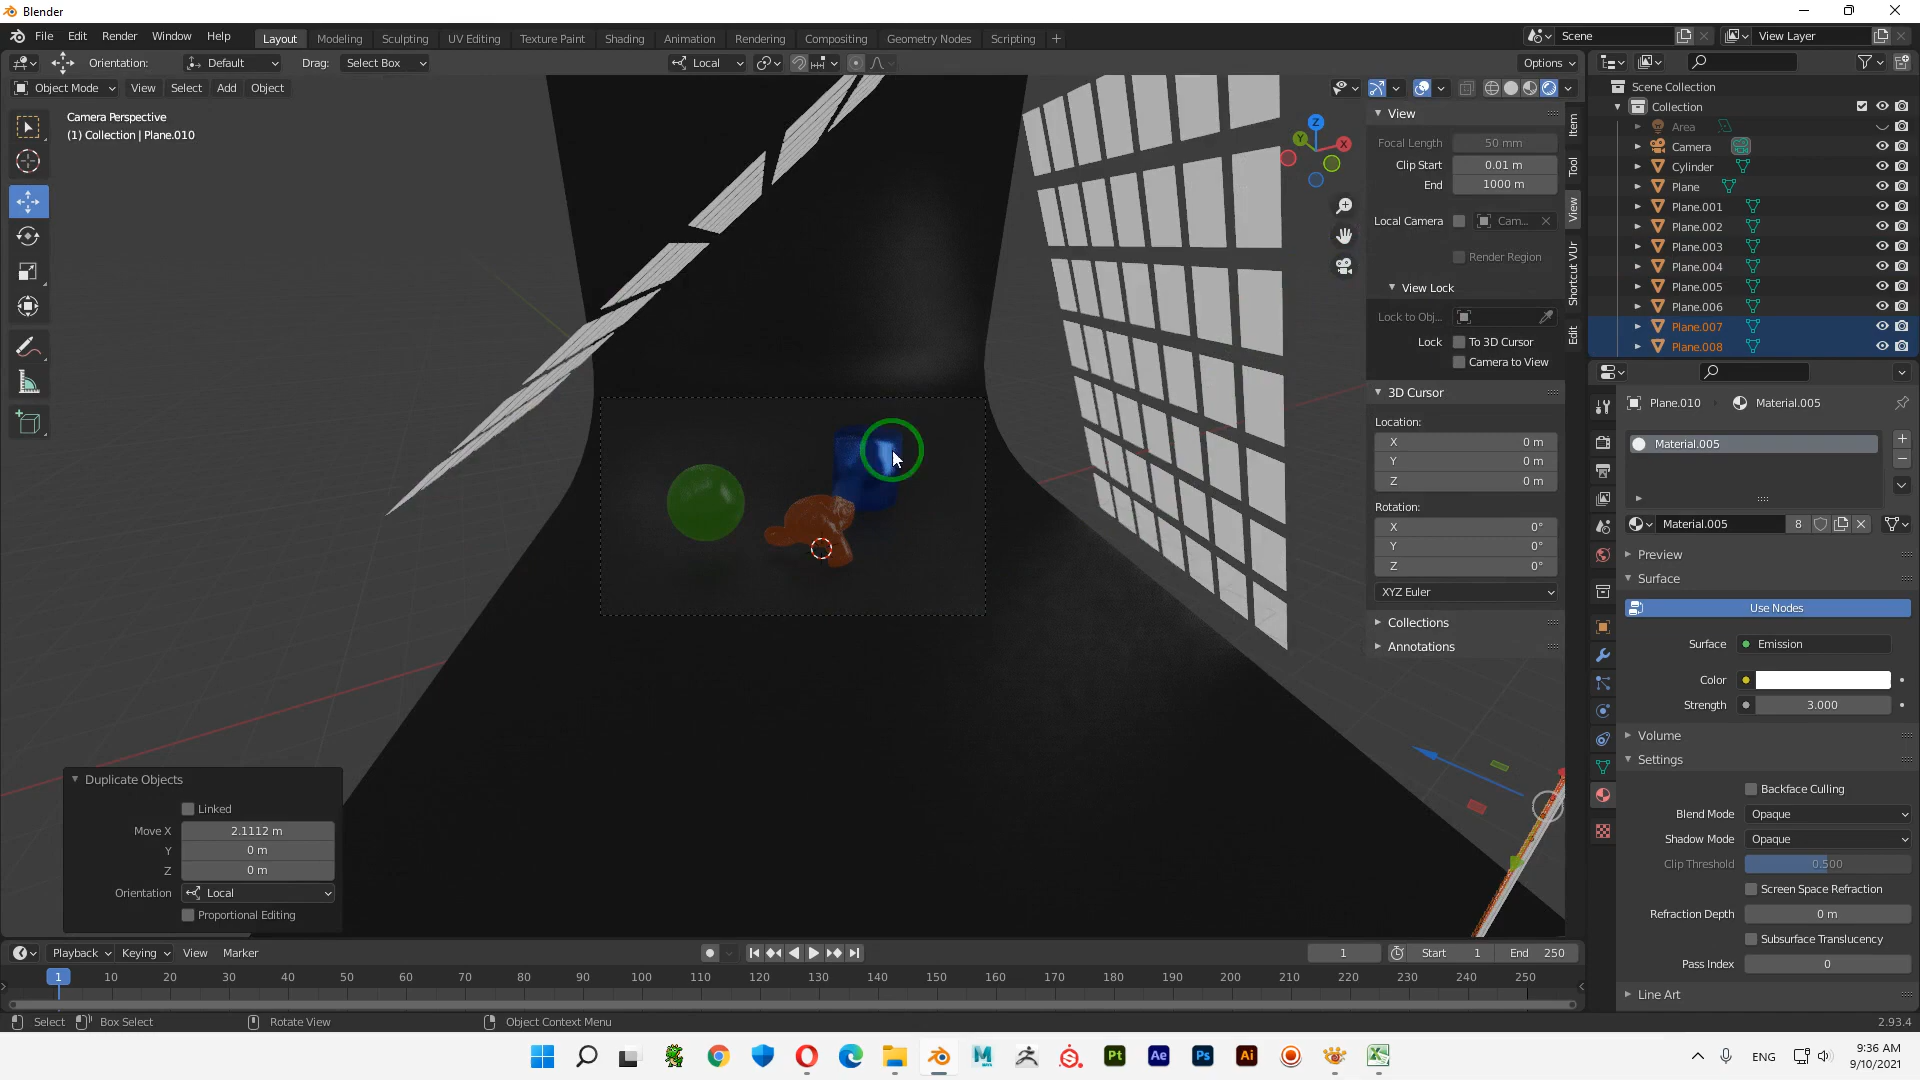 Blender
File Edit Render Window Help
Layout Modeling Sculpting UV Editing Texture Paint Shading Animation Rendering Compositing Geometry Nodes Scripting +
Scene View Layer
Orientation: Default Drag: Select Box Local Options
Object Mode View Select Add Object
Camera Perspective
(1) Collection | Plane.010
Z
Y
X
View
Focal Length 50 mm
Clip Start 0.01 m
End 1000 m
Local Camera Cam...
Render Region
View Lock
Lock to Obj...
Lock To 3D Cursor
Camera to View
3D Cursor
Location:
X 0 m
Y 0 m
Z 0 m
Rotation:
X 0°
Y 0°
Z 0°
XYZ Euler
Collections
Annotations
Item
Tool
View
Shortcut VUr
Edit
Scene Collection
Collection
Area
Camera
Cylinder
Plane
Plane.001
Plane.002
Plane.003
Plane.004
Plane.005
Plane.006
Plane.007
Plane.008
Plane.010 Material.005
Material.005
Material.005 8
Preview
Surface
Use Nodes
Surface Emission
Color
Strength 3.000
Volume
Settings
Backface Culling
Blend Mode Opaque
Shadow Mode Opaque
Clip Threshold 0.500
Screen Space Refraction
Refraction Depth 0 m
Subsurface Translucency
Pass Index 0
Line Art
Duplicate Objects
Linked
Move X 2.1112 m
Y 0 m
Z 0 m
Orientation Local
Proportional Editing
Playback Keying View Marker 1 Start 1 End 250
1 10 20 30 40 50 60 70 80 90 100 110 120 130 140 150 160 170 180 190 200 210 220 230 240 250
Select Box Select Rotate View Object Context Menu 2.93.4
Pt Ae Ps Ai
ENG
9:36 AM
9/10/2021